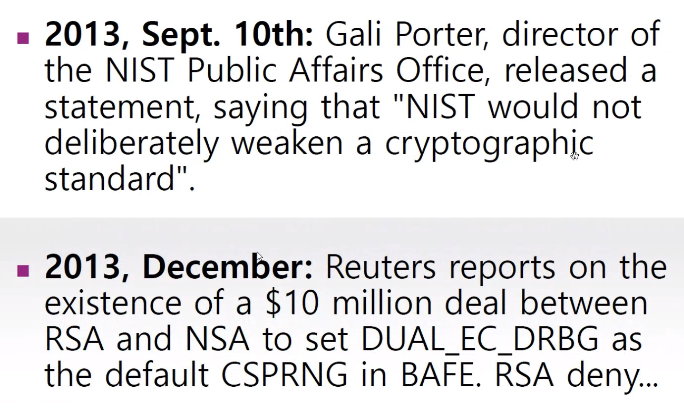 2013, Sept. 10th: Gali Porter, director of
the NIST Public Affairs Office, released a
statement, saying that "NIST would not
deliberately weaken a cryptographic
standard".
2013, December: Reuters reports on the
existence of a $10 million deal between
RSA and NSA to set DUAL_EC_DRBG as
the default CSPRNG in BAFE. RSA deny...